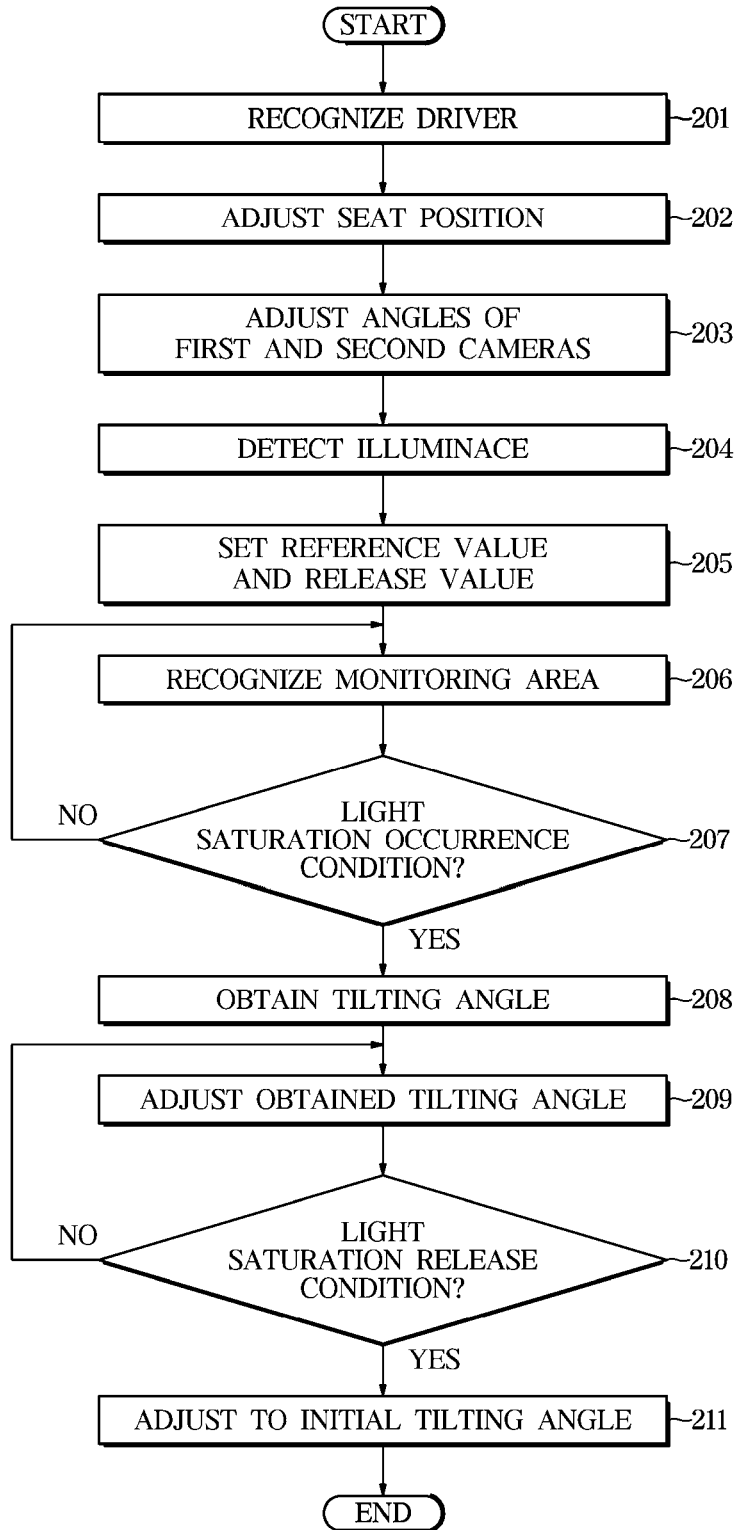 START
RECOGNIZE DRIVER
201
ADJUST SEAT POSITION
202
ADJUST ANGLES OF
FIRST AND SECOND CAMERAS
203
DETECT ILLUMINACE
204
SET REFERENCE VALUE
AND RELEASE VALUE
205
RECOGNIZE MONITORING AREA
206
NO
LIGHT
SATURATION OCCURRENCE
CONDITION?
207
YES
OBTAIN TILTING ANGLE
208
ADJUST OBTAINED TILTING ANGLE
209
NO
LIGHT
SATURATION RELEASE
CONDITION?
210
YES
ADJUST TO INITIAL TILTING ANGLE
211
END